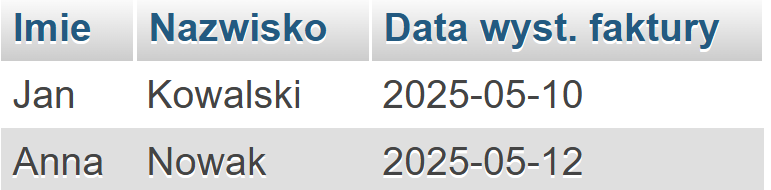 Imie Nazwisko Data wyst. faktury
Jan Kowalski 2025-05-10
Anna Nowak 2025-05-12